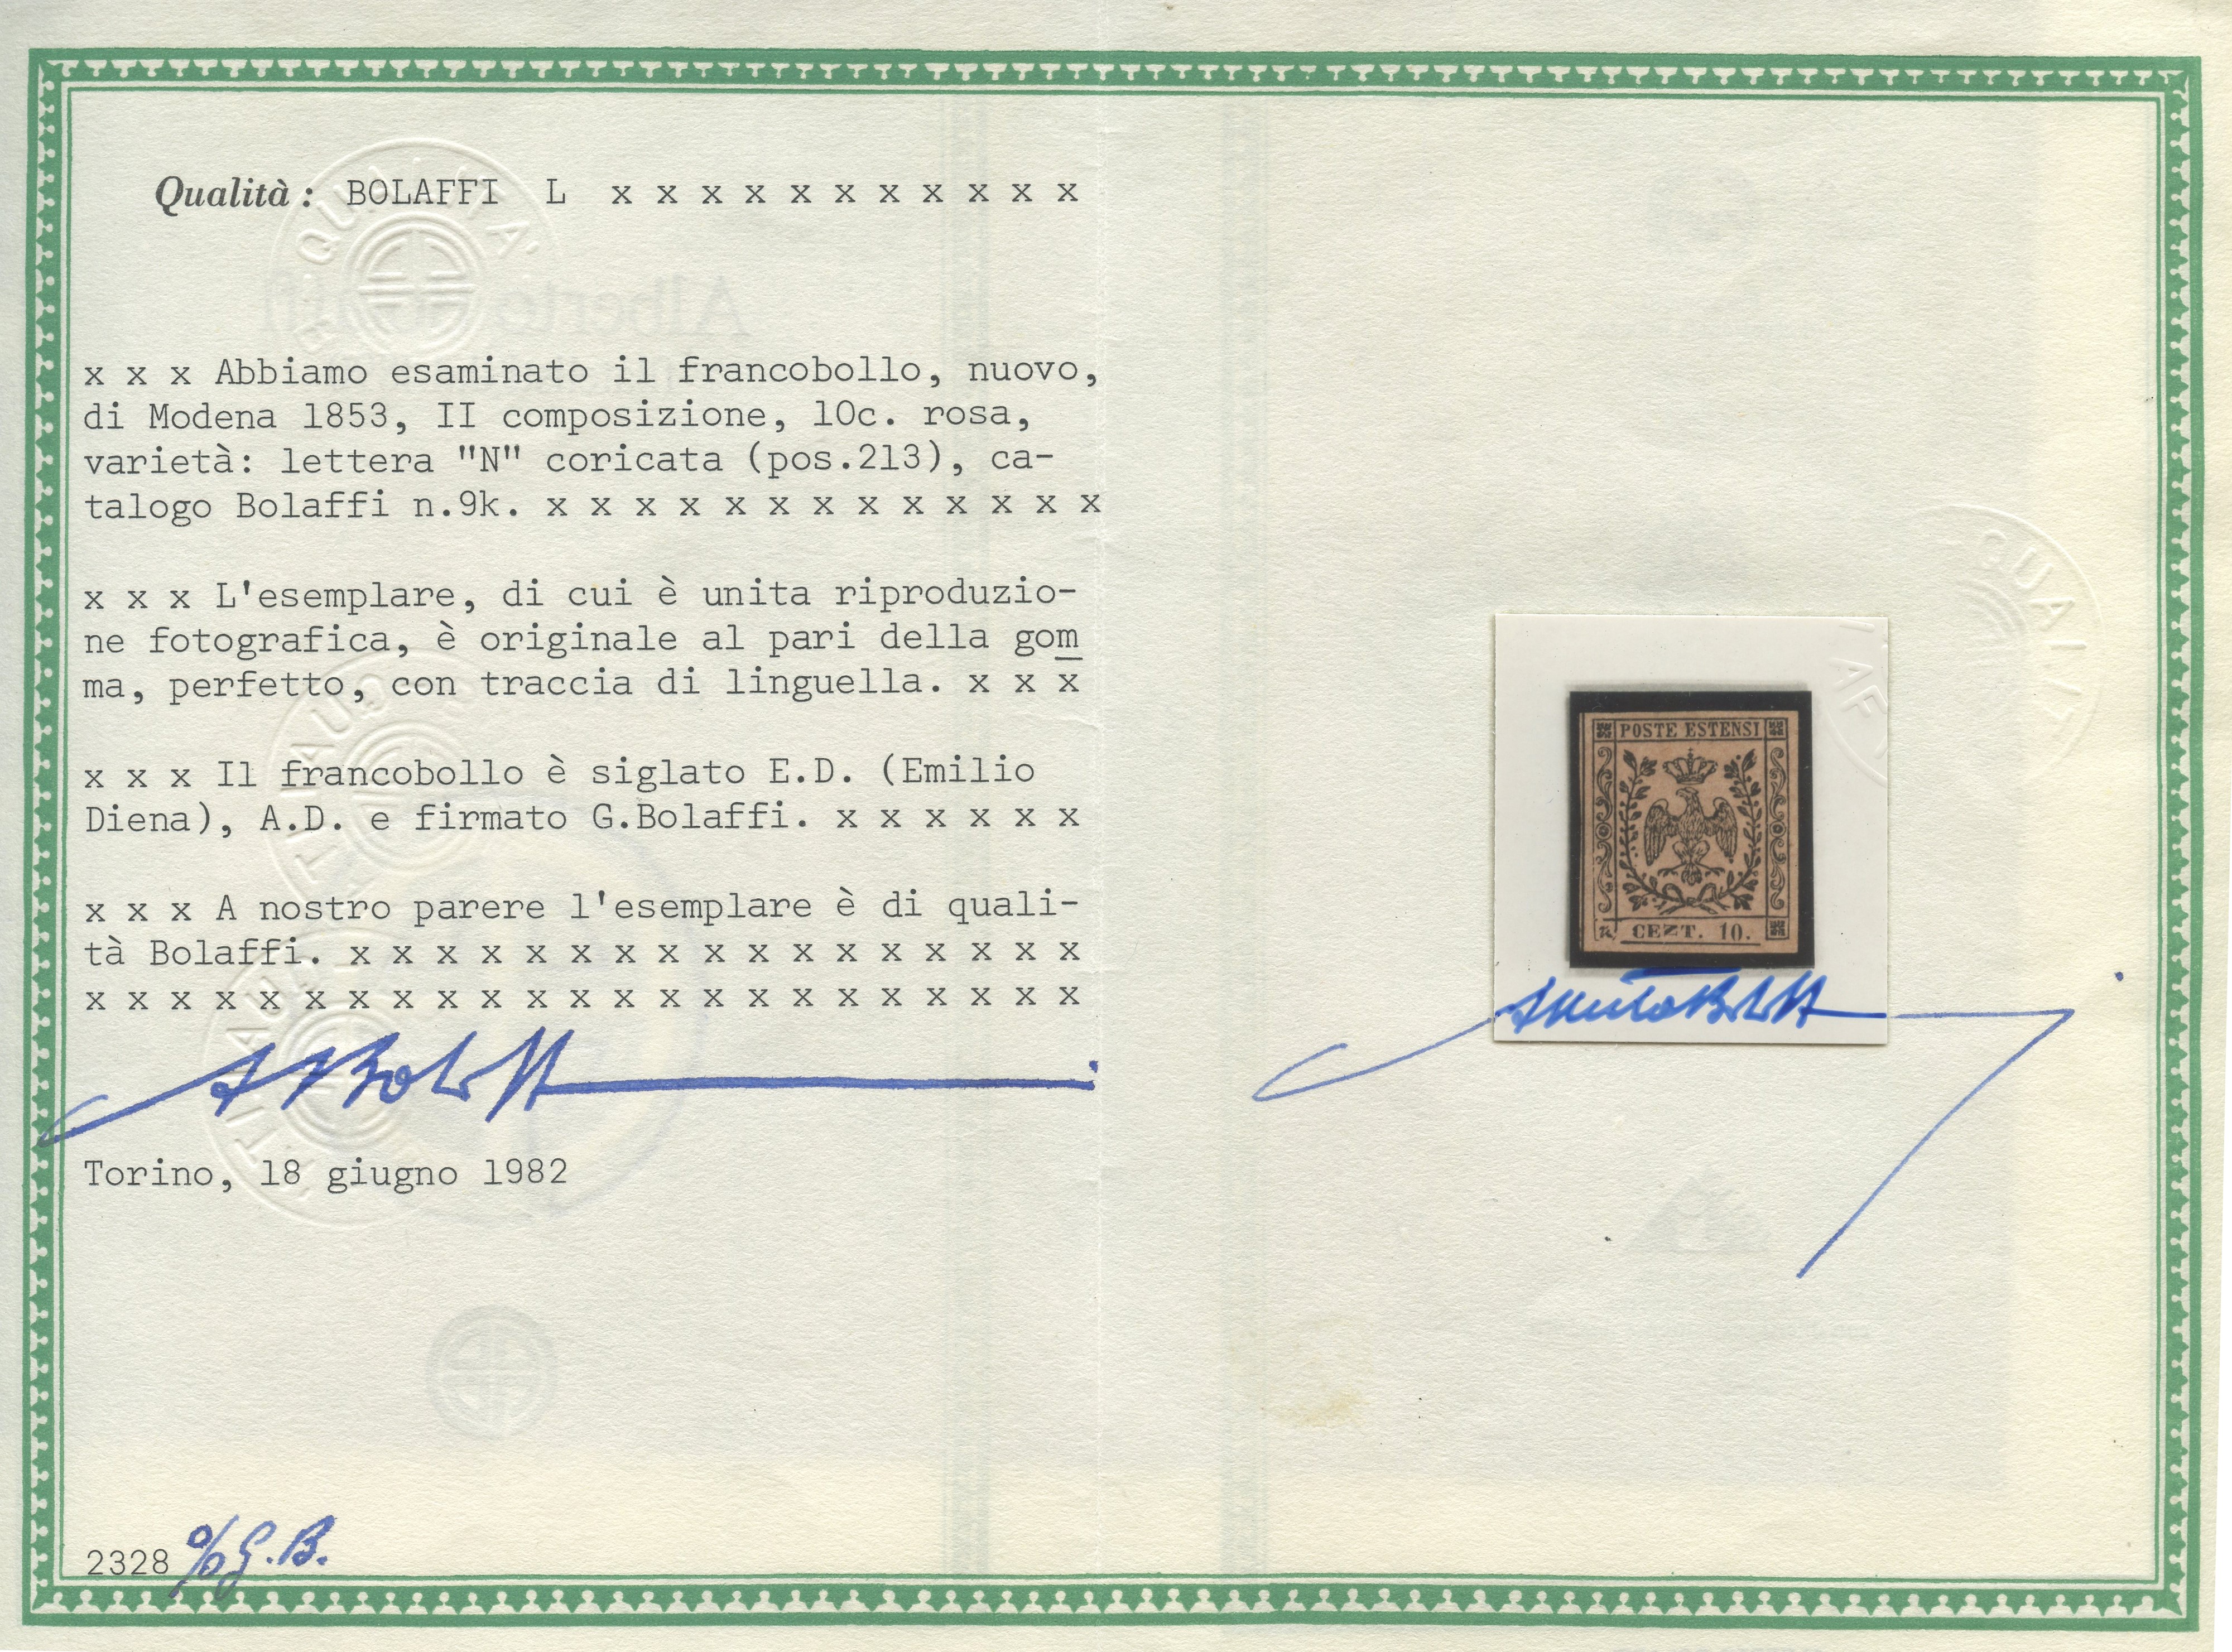 Qualità: BOLAFFI L x x x x x x x x x x x
x x x Abbiamo esaminato il francobollo, nuovo,
di Modena 1853, II composizione, 10c. rosa,
varietà: lettera "N" coricata (pos.213), ca-
talogo Bolaffi n.9k. x x x x x x x x x x x x x
x x x L'esemplare, di cui è unita riproduzio-
ne fotografica, è originale al pari della gom
ma, perfetto, con traccia di linguella. x x x
x x x Il francobollo è siglato E.D. (Emilio
Diena), A.D. e firmato G.Bolaffi. x x x x x x
x x x A nostro parere l'esemplare è di quali-
tà Bolaffi. x x x x x x x x x x x x x x x x x
x x x x x x x x x x x x x x x x x x x x x x x
Torino, 18 giugno 1982
2328 % G.B.
POSTE ESTENSI
CEZT. 10.